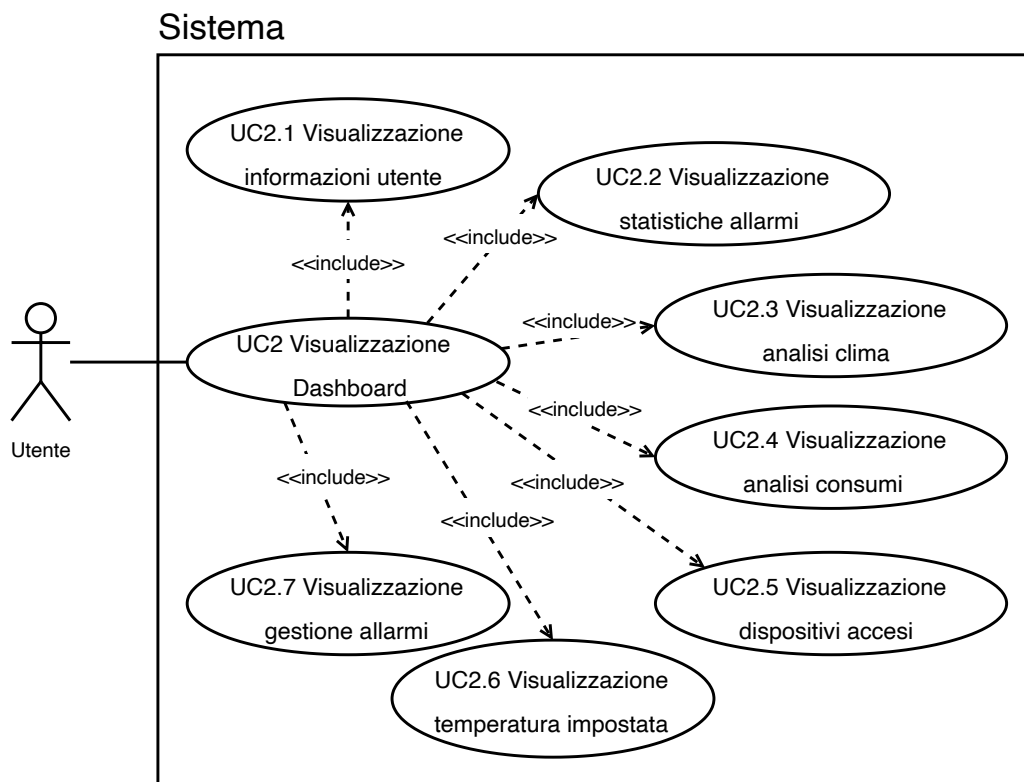 Sistema
UC2.1 Visualizzazione
informazioni utente
UC2.2 Visualizzazione
statistiche allarmi
<<include>>
<<include>>
UC2.3 Visualizzazione
analisi clima
<<include>>
UC2 Visualizzazione
Dashboard
<<include>>
UC2.4 Visualizzazione
analisi consumi
Utente
<<include>>
<<include>>
<<include>>
UC2.7 Visualizzazione
gestione allarmi
UC2.5 Visualizzazione
dispositivi accesi
UC2.6 Visualizzazione
temperatura impostata